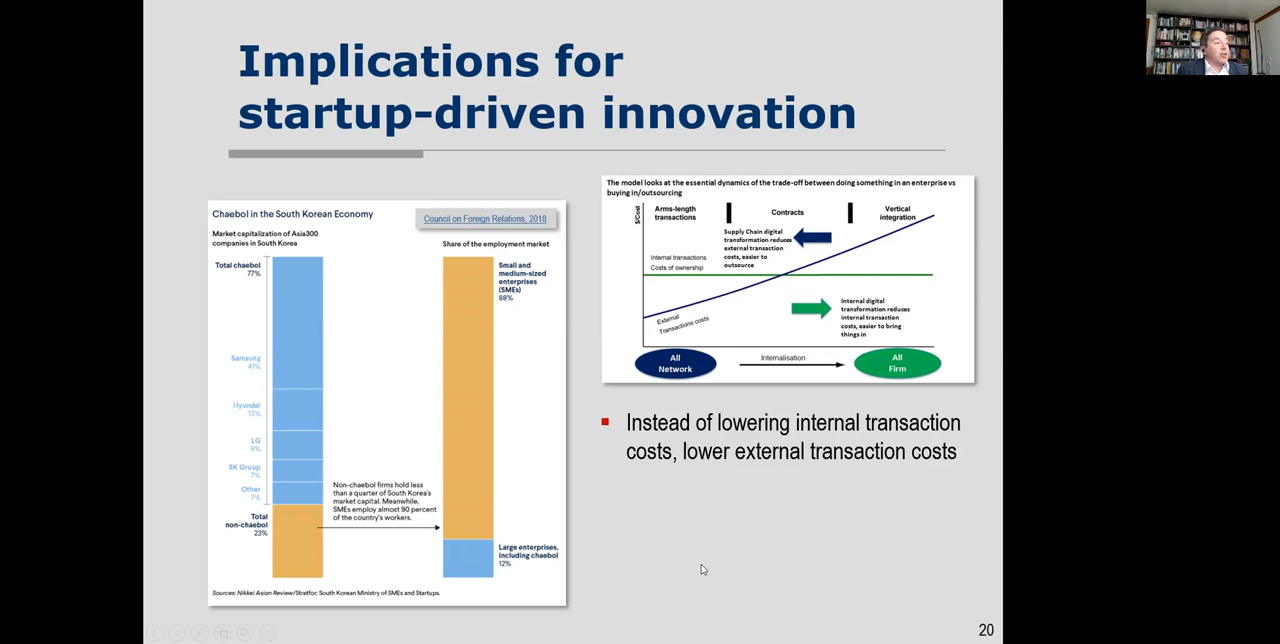 Implications for
startup-driven innovation
Chaebol in the South Korean Economy
Council on Foreign Relations, 2018
Market capitalization of Asia300
companies in South Korea
Share of the employment market
Total chaebol
77%
Samsung
41%
Hyundai
13%
LG
9%
SK Group
7%
Other
7%
Total
non-chaebol
23%
Non-chaebol firms hold less
than a quarter of South Korea's
market capital. Meanwhile,
SMEs employ almost 90 percent
of the country's workers.
Small and
medium-sized
enterprises
(SMEs)
88%
Large enterprises,
including chaebol
12%
Sources: Nikkei Asian Review/Stratfor, South Korean Ministry of SMEs and Startups.
The model looks at the essential dynamics of the trade-off between doing something in an enterprise vs
buying in/outsourcing
$/Cost
Arms-length
transactions
Contracts
Vertical
integration
Supply Chain digital
transformation reduces
external transaction
costs, easier to
outsource
Internal transactions
Costs of ownership
External
Transactions costs
Internal digital
transformation reduces
internal transaction
costs, easier to bring
things in
All
Network
Internalisation
All
Firm
Instead of lowering internal transaction
costs, lower external transaction costs
20